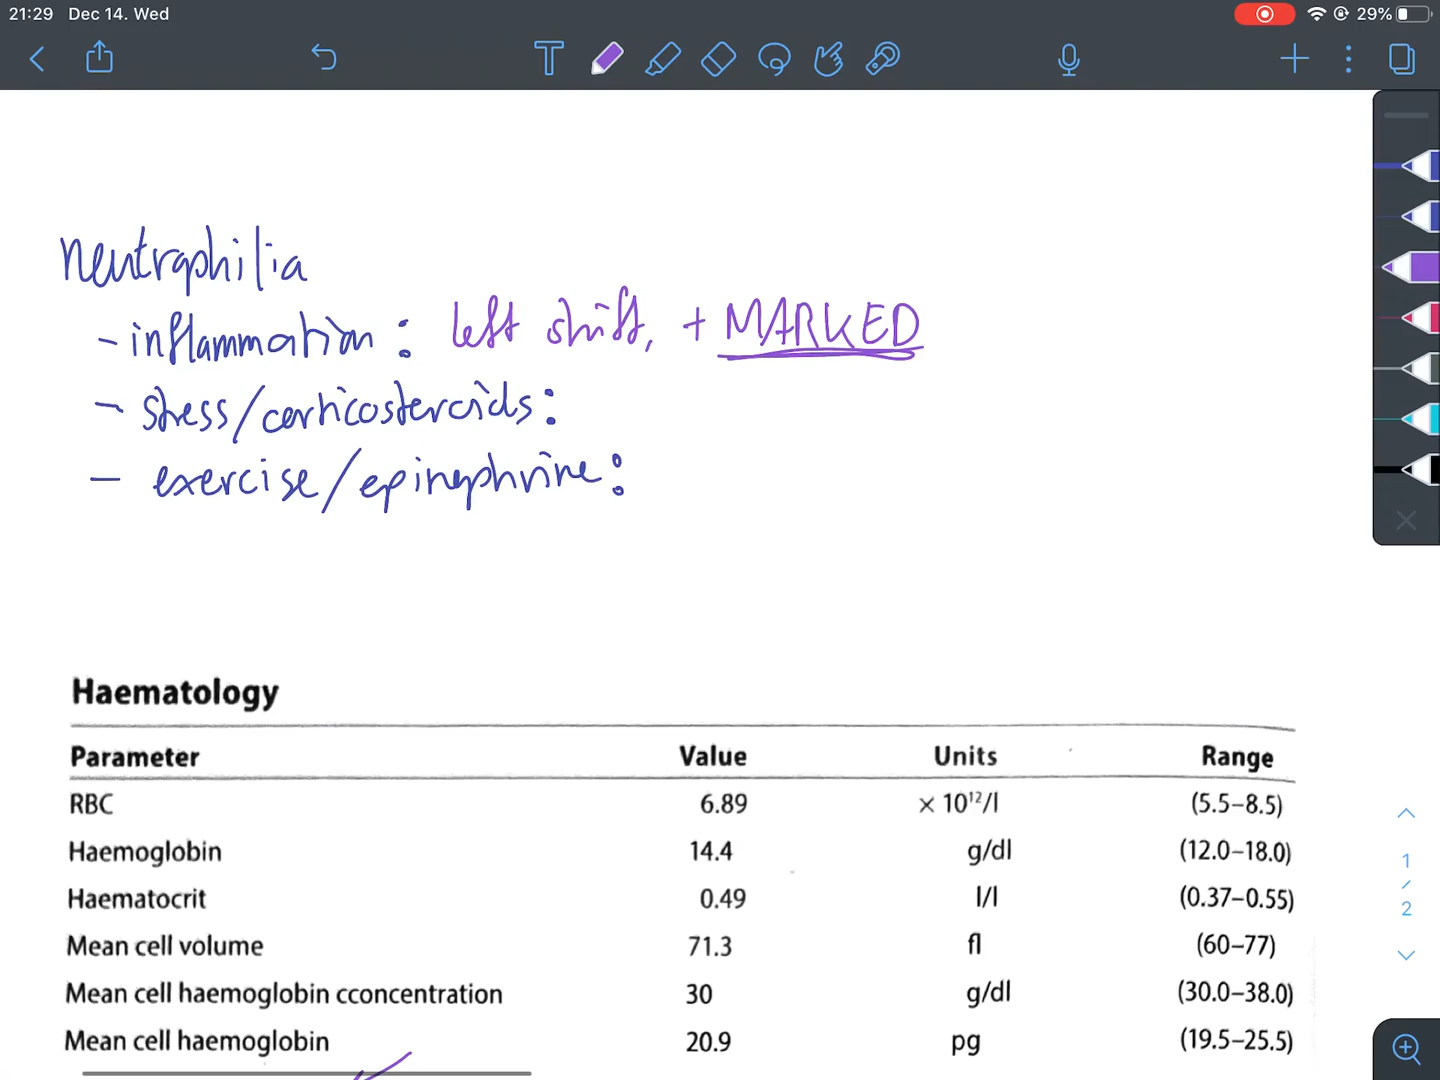 21:29 Dec 14. Wed 29%
neutrophilia
- inflammation: left shift, + MARKED
- stress/corticosteroids:
- exercise/epinephrine:
Haematology
Parameter Value Units Range
RBC 6.89 × 10¹²/l (5.5–8.5)
Haemoglobin 14.4 g/dl (12.0–18.0)
Haematocrit 0.49 l/l (0.37–0.55)
Mean cell volume 71.3 fl (60–77)
Mean cell haemoglobin cconcentration 30 g/dl (30.0–38.0)
Mean cell haemoglobin 20.9 pg (19.5–25.5)
1
/
2